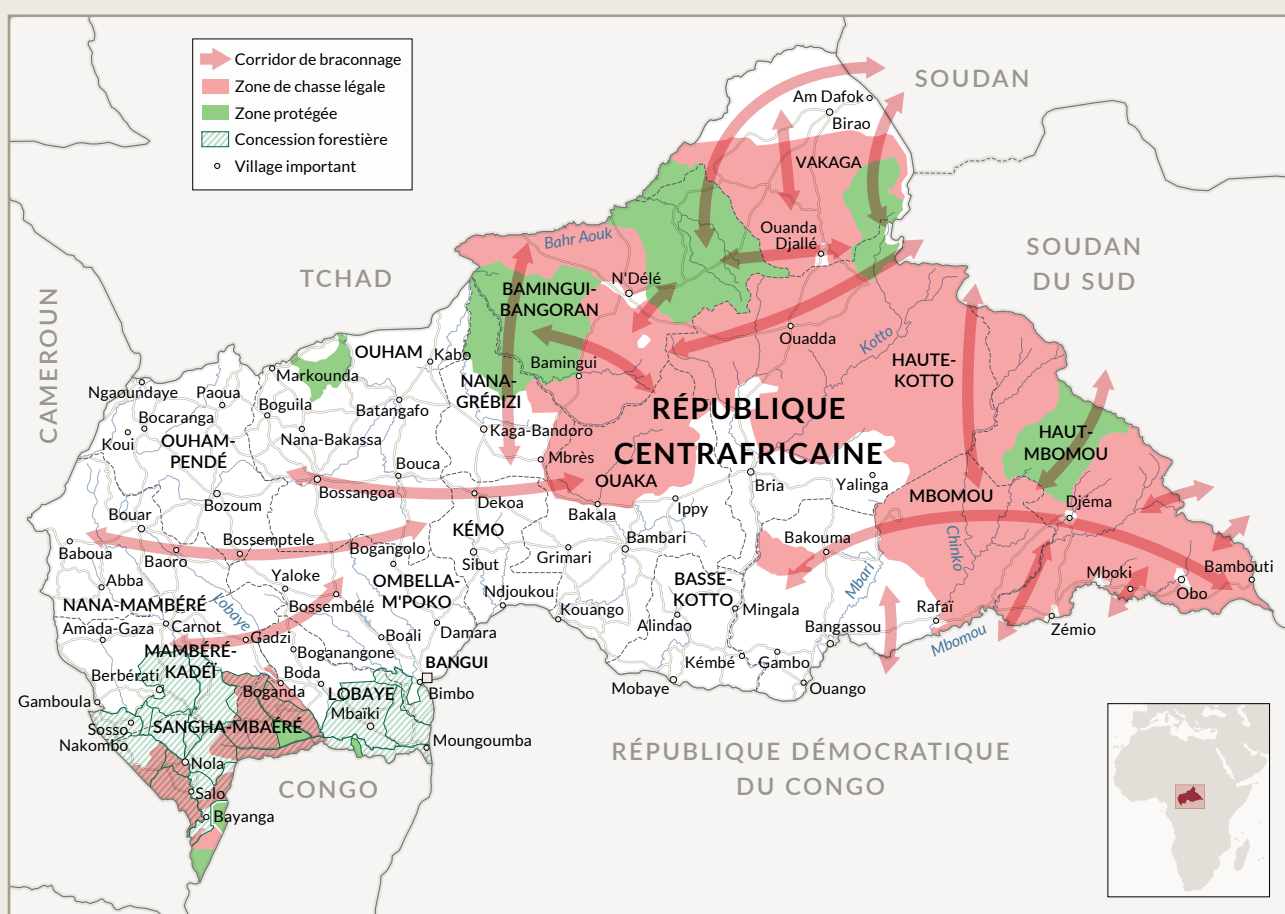 Corridor de braconnage
Zone de chasse légale
Zone protégée
Concession forestière
Village important
SOUDAN
Am Dafok
Birao
VAKAGA
Ouanda
Djallé
Bahr Aouk
SOUDAN
DU SUD
TCHAD
N'Délé
BAMINGUI-
BANGORAN
CAMEROUN
Ouadda
Kotto
HAUTE-
KOTTO
OUHAM
Kabo
Bamingui
Markounda
NANA-
GRÉBIZI
Ngaoundaye
Paoua
Boguila
Batangafo
Bocaranga
Koui
OUHAM-
PENDÉ
Nana-Bakassa
Kaga-Bandoro
RÉPUBLIQUE
CENTRAFRICAINE
HAUT-
MBOMOU
Mbrès
Bouca
OUAKA
Bria
Yalinga
MBOMOU
Bossangoa
Bozoum
Dekoa
Bakala
Ippy
Djéma
Bouar
KÉMO
Bambari
Bakouma
Chinko
Baboua
Baoro
Bossemptele
Bogangolo
Sibut
Grimari
BASSE-
KOTTO
Mbari
Mboki
Bambouti
Obo
Abba
Yaloke
OMBELLA-
M'POKO
Ndjoukou
Kouango
Mingala
Rafaï
NANA-MAMBÉRÉ
Lobaye
Bossembélé
Alindao
Bangassou
Zémio
Amada-Gaza
Carnot
Gadzi
Boali
Damara
Mbomou
MAMBÉRÉ-
KADEÏ
Boganangone
BANGUI
Kémbé
Gambo
Berbérati
Boda
Boganda
LOBAYE
Bimbo
Mobaye
Ouango
Gamboula
Mbaïki
Sosso
Nakombo
SANGHA-MBAÉRÉ
Moungoumba
RÉPUBLIQUE DÉMOCRATIQUE
DU CONGO
Nola
CONGO
Salo
Bayanga